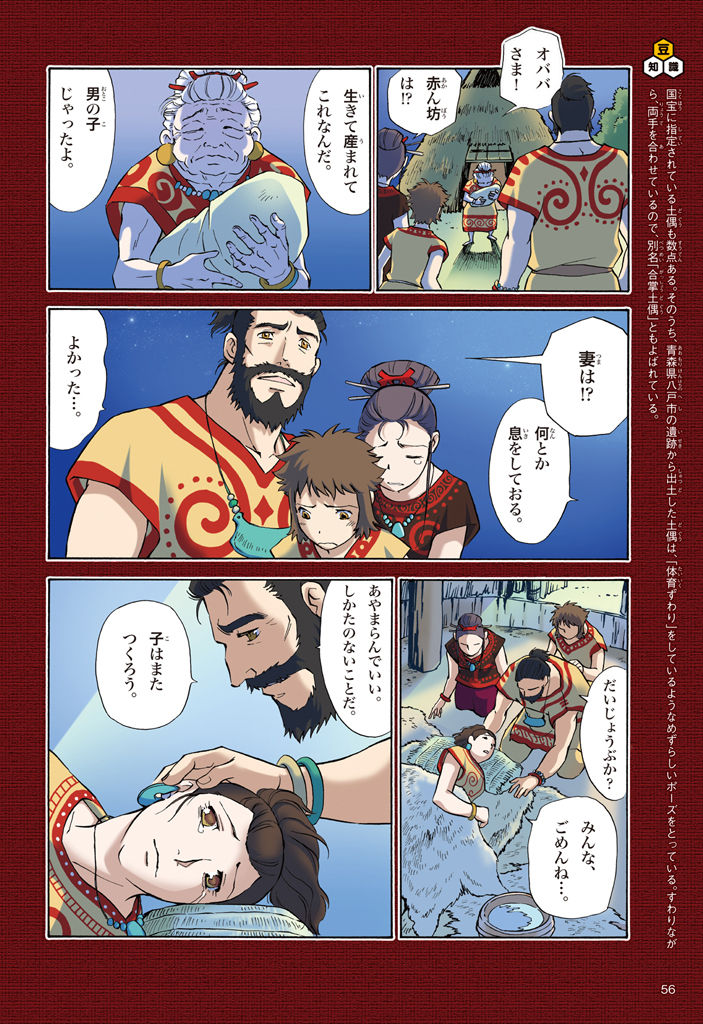 豆知識
国宝に指定されている土偶も数点ある。そのうち、青森県八戸市の遺跡から出土した土偶は、「体育ずわり」をしているようなめずらしいポーズをとっている。すわりなが
ら、両手を合わせているので、別名「合掌土偶」ともよばれている。
オババ
さま!
赤ん坊
は!?
生きて産まれて
これなんだ。
男の子
じゃったよ。
妻は!?
何とか
息をしておる。
よかった…。
だいじょうぶか?
みんな、
ごめんね…。
あやまらんでいい。
しかたのないことだ。
子はまた
つくろう。
56